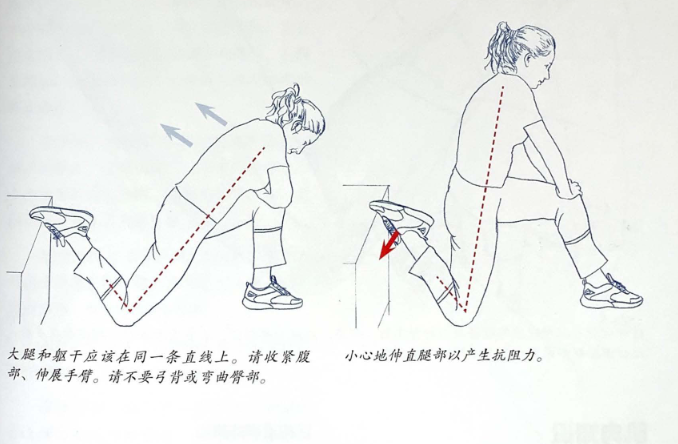 大腿和躯干应该在同一条直线上。请收紧腹
部、伸展手臂。请不要弓背或弯曲臀部。
小心地伸直腿部以产生抗阻力。